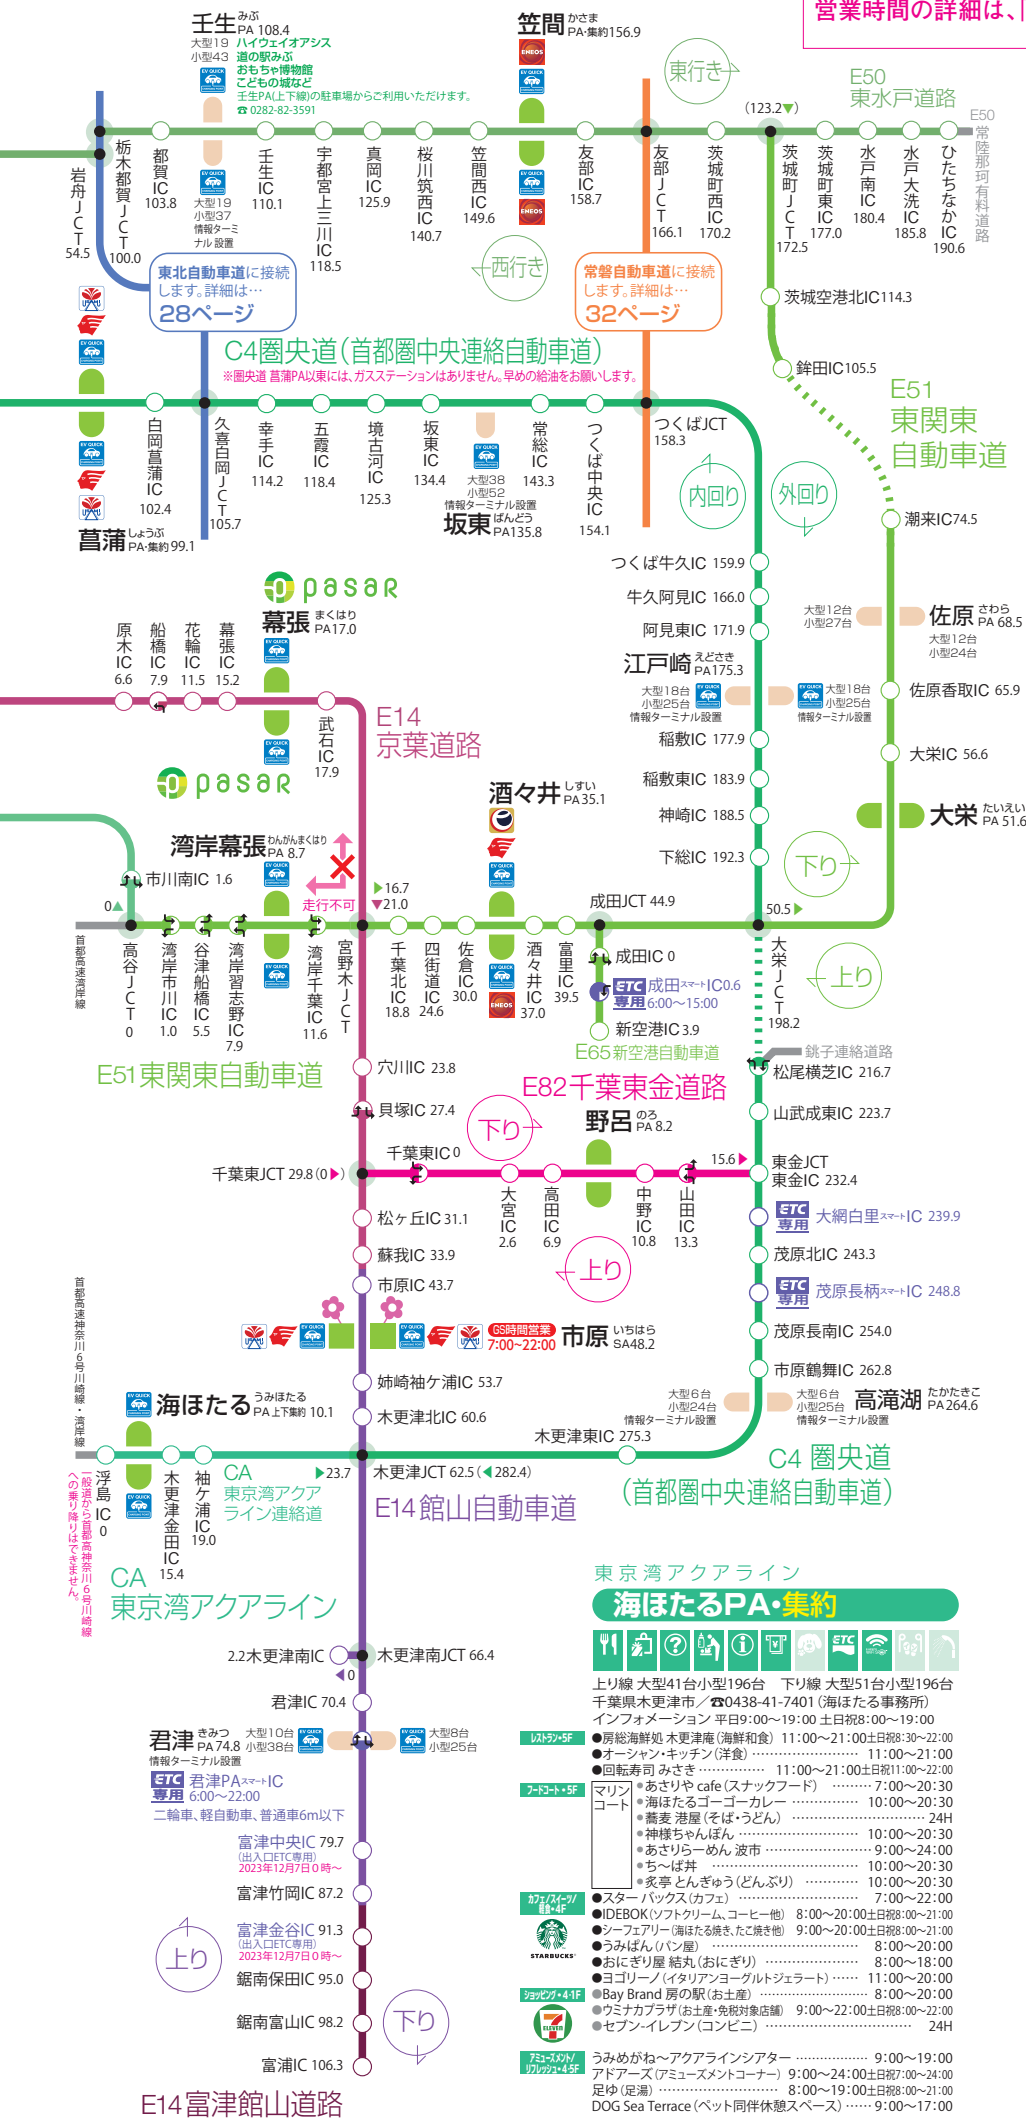 営業時間の詳細は、
壬生 みぶ
PA 108.4
大型19
小型43
ハイウェイオアシス
道の駅みぶ
おもちゃ博物館
こどもの城など
壬生PA(上下線)の駐車場からご利用いただけます。
☎ 0282-82-3591
笠間 かさま
PA・集約156.9
東行き
E50
東水戸道路
(123.2▼)
E50
常陸那珂有料道路
岩舟JCT
54.5
栃木都賀JCT
100.0
都賀IC
103.8
大型19
小型37
情報ターミ
ナル 設置
壬生IC
110.1
宇都宮上三川IC
118.5
真岡IC
125.9
桜川筑西IC
140.7
笠間西IC
149.6
友部IC
158.7
友部JCT
166.1
茨城町西IC
170.2
茨城町JCT
172.5
茨城町東IC
177.0
水戸南IC
180.4
水戸大洗IC
185.8
ひたちなかIC
190.6
西行き
東北自動車道に接続
します。詳細は…
28ページ
常磐自動車道に接続
します。詳細は…
32ページ
茨城空港北IC114.3
鉾田IC105.5
C4圏央道(首都圏中央連絡自動車道)
※圏央道 菖蒲PA以東には、ガスステーションはありません。早めの給油をお願いします。
E51
東関東
自動車道
菖蒲 しょうぶ
PA・集約99.1
白岡菖蒲IC
102.4
久喜白岡JCT
105.7
幸手IC
114.2
五霞IC
118.4
境古河IC
125.3
坂東IC
134.4
大型38
小型52
情報ターミナル設置
坂東 ばんどう
PA135.8
常総IC
143.3
つくば中央IC
154.1
つくばJCT
158.3
内回り
外回り
潮来IC74.5
つくば牛久IC 159.9
牛久阿見IC 166.0
阿見東IC 171.9
江戸崎 えどさき
PA175.3
大型18台
小型25台
情報ターミナル設置
大型18台
小型25台
情報ターミナル設置
大型12台
小型27台
佐原 さわら
PA 68.5
大型12台
小型24台
佐原香取IC 65.9
大栄IC 56.6
稲敷IC 177.9
稲敷東IC 183.9
神崎IC 188.5
下総IC 192.3
大栄 たいえい
PA 51.6
下り
pasar
幕張 まくはり
PA17.0
原木IC
6.6
船橋IC
7.9
花輪IC
11.5
幕張IC
15.2
武石IC
17.9
E14
京葉道路
pasar
湾岸幕張 わんがんまくはり
PA 8.7
走行不可
▶16.7
▼21.0
酒々井 しすい
PA35.1
市川南IC 1.6
0▲
首都高速湾岸線
高谷JCT
0
湾岸市川IC
1.0
谷津船橋IC
5.5
湾岸習志野IC
7.9
湾岸千葉IC
11.6
宮野木JCT
千葉北IC
18.8
四街道IC
24.6
佐倉IC
30.0
酒々井IC
37.0
富里IC
39.5
成田JCT 44.9
成田IC 0
ETC専用 成田スマートIC0.6
6:00〜15:00
新空港IC 3.9
E65新空港自動車道
50.5▶
大栄JCT
198.2
上り
銚子連絡道路
松尾横芝IC 216.7
山武成東IC 223.7
E51東関東自動車道
穴川IC 23.8
貝塚IC 27.4
E82千葉東金道路
下り
野呂 のろ
PA 8.2
千葉東JCT 29.8(0▶)
千葉東IC 0
大宮IC
2.6
高田IC
6.9
中野IC
10.8
山田IC
13.3
15.6▶
東金JCT
東金IC 232.4
上り
ETC専用 大網白里スマートIC 239.9
茂原北IC 243.3
ETC専用 茂原長柄スマートIC 248.8
茂原長南IC 254.0
市原鶴舞IC 262.8
松ヶ丘IC 31.1
蘇我IC 33.9
市原IC 43.7
GS時間営業
7:00~22:00
市原 いちはら
SA48.2
姉崎袖ケ浦IC 53.7
木更津北IC 60.6
大型6台
小型24台
情報ターミナル設置
大型6台
小型25台
情報ターミナル設置
高滝湖 たかたきこ
PA264.6
木更津東IC 275.3
C4 圏央道
(首都圏中央連絡自動車道)
首都高速神奈川6号川崎線・湾岸線
海ほたる うみほたる
PA上下集約 10.1
浮島IC
0
一般道から首都高神奈川6号川崎線
への乗り降りはできません。
木更津金田IC
15.4
袖ケ浦IC
19.0
CA
東京湾アクア
ライン連絡道
▶23.7
木更津JCT 62.5(◀282.4)
E14館山自動車道
CA
東京湾アクアライン
2.2木更津南IC
木更津南JCT 66.4
◀0
君津IC 70.4
君津 きみつ
PA74.8
情報ターミナル設置
大型10台
小型38台
大型8台
小型25台
ETC専用 君津PAスマートIC
6:00〜22:00
二輪車、軽自動車、普通車6m以下
富津中央IC 79.7
(出入口ETC専用)
2023年12月7日0時〜
富津竹岡IC 87.2
富津金谷IC 91.3
(出入口ETC専用)
2023年12月7日0時〜
上り
鋸南保田IC 95.0
鋸南富山IC 98.2
下り
富浦IC 106.3
E14富津館山道路
東京湾アクアライン
海ほたるPA・集約
上り線 大型41台小型196台 下り線 大型51台小型196台
千葉県木更津市／☎0438-41-7401(海ほたる事務所)
インフォメーション 平日9:00〜19:00 土日祝8:00〜19:00
レストラン・5F
●房総海鮮処 木更津庵(海鮮和食) 11:00〜21:00土日祝8:30〜22:00
●オーシャン・キッチン(洋食) 11:00〜21:00
●回転寿司 みさき 11:00〜21:00土日祝11:00〜22:00
フードコート・5F
マリン
コート
●あさりや cafe(スナックフード) 7:00〜20:30
●海ほたるゴーゴーカレー 10:00〜20:30
●蕎麦 港屋(そば・うどん) 24H
●神様ちゃんぽん 10:00〜20:30
●あさりらーめん 波市 9:00〜24:00
●ち〜ば丼 10:00〜20:30
●炙亭 とんぎゅう(どんぶり) 10:00〜20:30
カフェ/スイーツ/
軽食・4F
STARBUCKS
●スター バックス(カフェ) 7:00〜22:00
●IDEBOK(ソフトクリーム、コーヒー他) 8:00〜20:00土日祝8:00〜21:00
●シーフェアリー(海ほたる焼き、たこ焼き他) 9:00〜20:00土日祝8:00〜21:00
●うみぱん(パン屋) 8:00〜20:00
●おにぎり屋 結丸(おにぎり) 8:00〜18:00
●ヨゴリーノ(イタリアンヨーグルトジェラート) 11:00〜20:00
ショッピング・4・1F
●Bay Brand 房の駅(お土産) 8:00〜20:00
●ウミナカプラザ(お土産・免税対象店舗) 9:00〜22:00土日祝8:00〜22:00
●セブン-イレブン(コンビニ) 24H
アミューズメント/
リフレッシュ・4・5F
うみめがね〜アクアラインシアター 9:00〜19:00
アドアーズ(アミューズメントコーナー) 9:00〜24:00土日祝7:00〜24:00
足ゆ(足湯) 8:00〜19:00土日祝8:00〜21:00
DOG Sea Terrace(ペット同伴休憩スペース) 9:00〜17:00